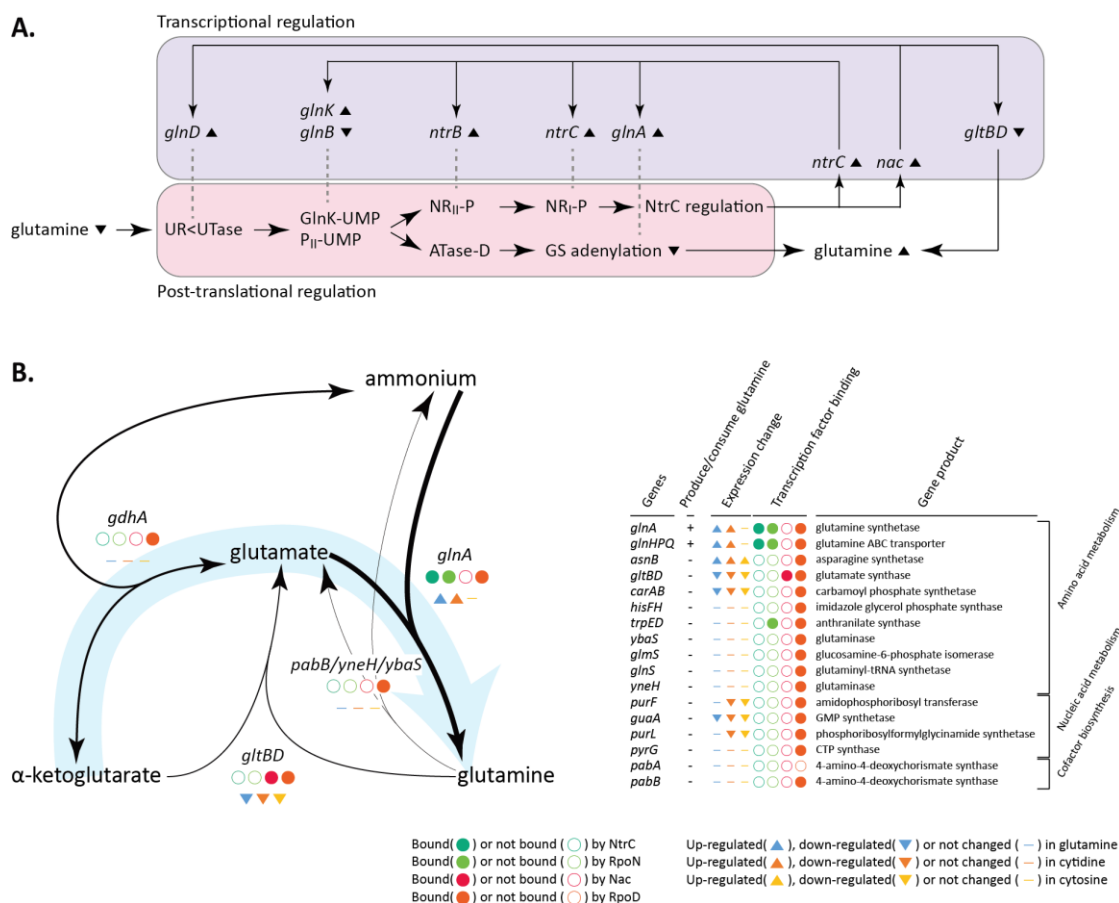 A.
Transcriptional regulation
glnK ▲
glnD ▲ glnB ▼ ntrB ▲ ntrC ▲ glnA ▲ gltBD ▼
ntrC ▲ nac ▲
glutamine ▼ UR<UTase GlnK-UMP P_II-UMP NR_II-P NR_I-P NtrC regulation
ATase-D GS adenylation ▼ glutamine ▲
Post-translational regulation
B.
ammonium
gdhA
glutamate
glnA
pabB/yneH/ybaS
gltBD
α-ketoglutarate
glutamine
Genes
Produce/consume glutamine
Expression change
Transcription factor binding
Gene product
glnA + glutamine synthetase
glnHPQ + glutamine ABC transporter
asnB - asparagine synthetase
gltBD - glutamate synthase
carAB - carbamoyl phosphate synthetase
hisFH - imidazole glycerol phosphate synthase
trpED - anthranilate synthase
ybaS - glutaminase
glmS - glucosamine-6-phosphate isomerase
glnS - glutaminyl-tRNA synthetase
yneH - glutaminase
purF - amidophosphoribosyl transferase
guaA - GMP synthetase
purL - phosphoribosylformylglycinamide synthetase
pyrG - CTP synthase
pabA - 4-amino-4-deoxychorismate synthase
pabB - 4-amino-4-deoxychorismate synthase
Amino acid metabolism
Nucleic acid metabolism
Cofactor biosynthesis
Bound(●) or not bound (○) by NtrC
Bound(●) or not bound (○) by RpoN
Bound(●) or not bound (○) by Nac
Bound(●) or not bound (○) by RpoD
Up-regulated(▲), down-regulated(▼) or not changed (–) in glutamine
Up-regulated(▲), down-regulated(▼) or not changed (–) in cytidine
Up-regulated(▲), down-regulated(▼) or not changed (–) in cytosine